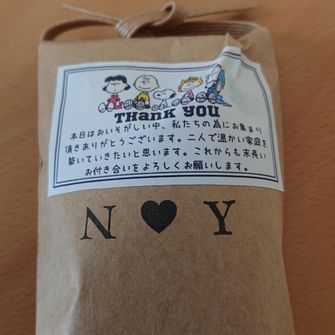 THANK YOU
本日はおいそがしい中、私たちの為にお集まり
頂きありがとうございます。二人で温かい家庭を
築いていきたいと思います。これからも末長い
お付き合いをよろしくお願いします。
N♥Y